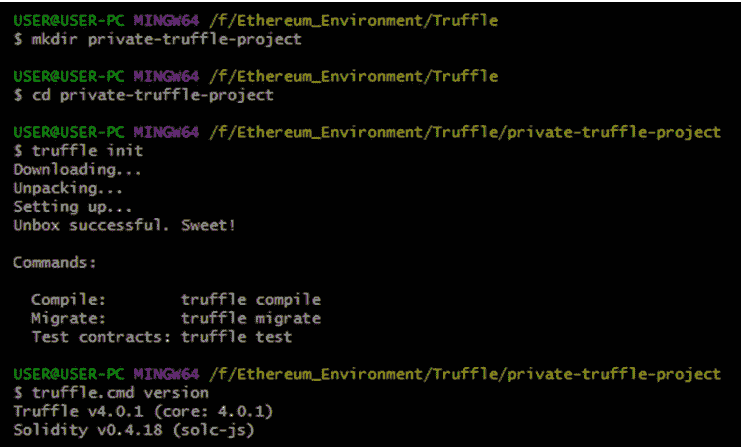 USER@USER-PC MINGW64 /f/Ethereum_Environment/Truffle
$ mkdir private-truffle-project
USER@USER-PC MINGW64 /f/Ethereum_Environment/Truffle
$ cd private-truffle-project
USER@USER-PC MINGW64 /f/Ethereum_Environment/Truffle/private-truffle-project
$ truffle init
Downloading...
Unpacking...
Setting up...
Unbox successful. Sweet!
Commands:
Compile: truffle compile
Migrate: truffle migrate
Test contracts: truffle test
USER@USER-PC MINGW64 /f/Ethereum_Environment/Truffle/private-truffle-project
$ truffle.cmd version
Truffle v4.0.1 (core: 4.0.1)
Solidity v0.4.18 (solc-js)